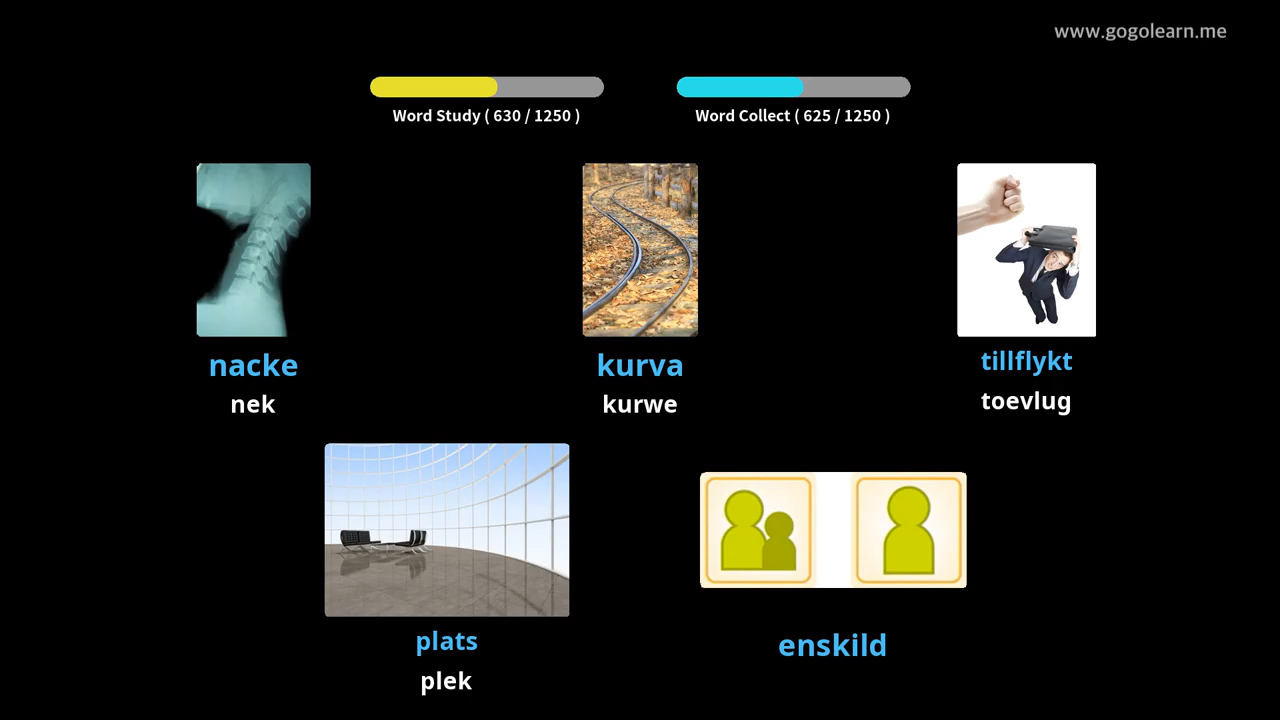 www.gogolearn.me
Word Study ( 630 / 1250 )
Word Collect ( 625 / 1250 )
nacke
nek
kurva
kurwe
tillflykt
toevlug
plats
plek
enskild